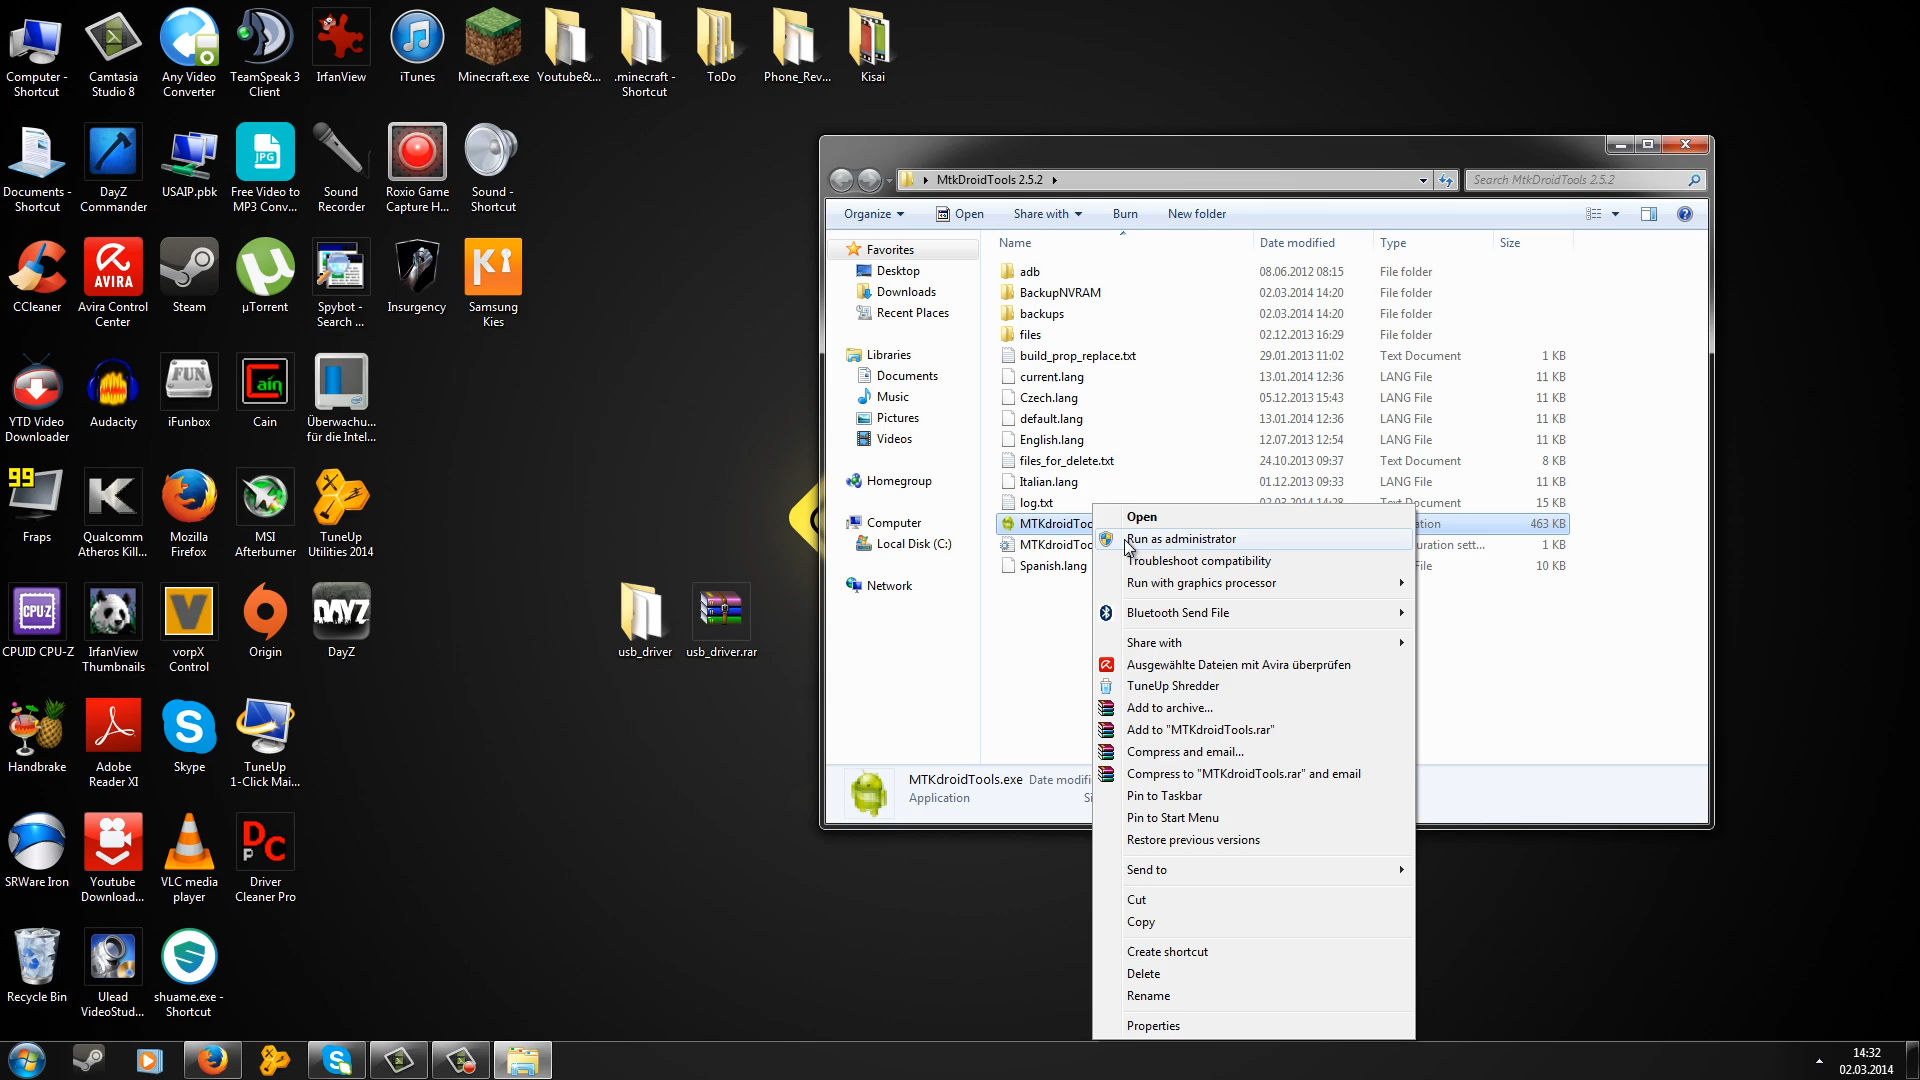 Computer -
Shortcut
Camtasia
Studio 8
Any Video
Converter
TeamSpeak 3
Client
IrfanView
iTunes
Minecraft.exe
Youtube&...
.minecraft -
Shortcut
ToDo
Phone_Rev...
Kisai
Documents -
Shortcut
DayZ
Commander
USAIP.pbk
JPG
Free Video to
MP3 Conv...
Sound
Recorder
Roxio Game
Capture H...
Sound -
Shortcut
CCleaner
AVIRA
Avira Control
Center
Steam
µTorrent
Spybot -
Search ...
Insurgency
Samsung
Kies
YTD Video
Downloader
Audacity
FUN
iFunbox
Cain
Cain
Überwachu...
für die Intel...
99
Fraps
Qualcomm
Atheros Kill...
Mozilla
Firefox
MSI
Afterburner
TuneUp
Utilities 2014
CPU-Z
CPUID CPU-Z
IrfanView
Thumbnails
vorpX
Control
Origin
DAYZ
DayZ
usb_driver
usb_driver.rar
Handbrake
Adobe
Reader XI
Skype
TuneUp
1-Click Mai...
SRWare Iron
Youtube
Download...
VLC media
player
Driver
Cleaner Pro
Recycle Bin
Ulead
VideoStud...
shuame.exe -
Shortcut
MtkDroidTools 2.5.2
Search MtkDroidTools 2.5.2
Organize
Open
Share with
Burn
New folder
Favorites
Desktop
Downloads
Recent Places
Libraries
Documents
Music
Pictures
Videos
Homegroup
Computer
Local Disk (C:)
Network
Name Date modified Type Size
adb 08.06.2012 08:15 File folder
BackupNVRAM 02.03.2014 14:20 File folder
backups 02.03.2014 14:20 File folder
files 02.12.2013 16:29 File folder
build_prop_replace.txt 29.01.2013 11:02 Text Document 1 KB
current.lang 13.01.2014 12:36 LANG File 11 KB
Czech.lang 05.12.2013 15:43 LANG File 11 KB
default.lang 13.01.2014 12:36 LANG File 11 KB
English.lang 12.07.2013 12:54 LANG File 11 KB
files_for_delete.txt 24.10.2013 09:37 Text Document 8 KB
Italian.lang 01.12.2013 09:33 LANG File 11 KB
log.txt 02.03.2014 14:28 Text Document 15 KB
MTKdroidToo ation 463 KB
MTKdroidToo uration sett... 1 KB
Spanish.lang File 10 KB
Open
Run as administrator
Troubleshoot compatibility
Run with graphics processor
Bluetooth Send File
Share with
Ausgewählte Dateien mit Avira überprüfen
TuneUp Shredder
Add to archive...
Add to "MTKdroidTools.rar"
Compress and email...
Compress to "MTKdroidTools.rar" and email
Pin to Taskbar
Pin to Start Menu
Restore previous versions
Send to
Cut
Copy
Create shortcut
Delete
Rename
Properties
MTKdroidTools.exe Date modifi
Application Si
14:32
02.03.2014